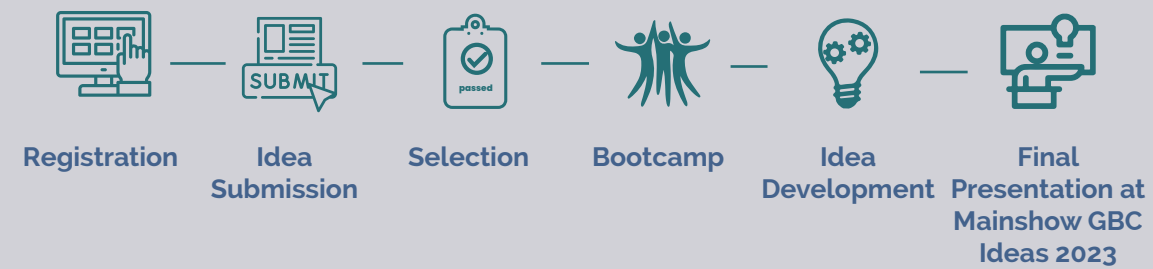 SUBMIT
passed
Registration
Idea
Submission
Selection
Bootcamp
Idea
Development
Final
Presentation at
Mainshow GBC
Ideas 2023